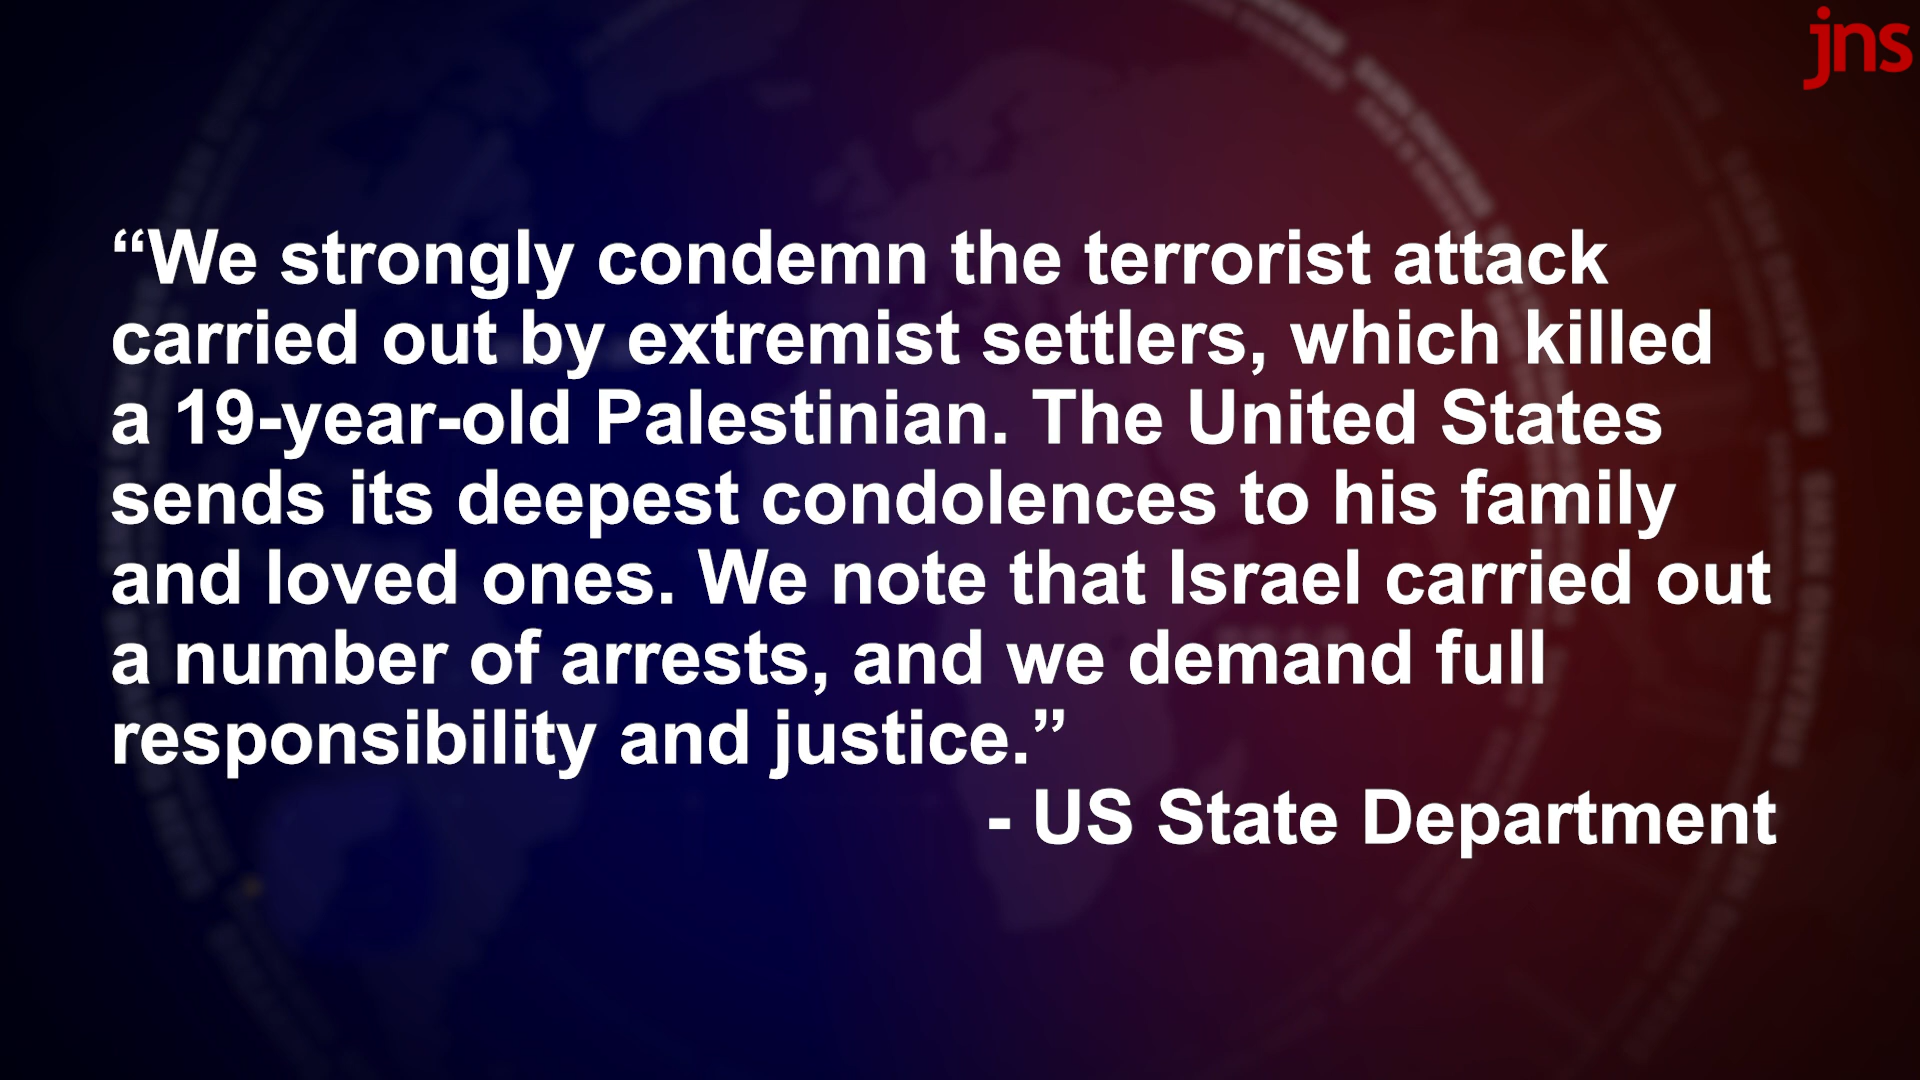 jns
“We strongly condemn the terrorist attack
carried out by extremist settlers, which killed
a 19-year-old Palestinian. The United States
sends its deepest condolences to his family
and loved ones. We note that Israel carried out
a number of arrests, and we demand full
responsibility and justice.”
- US State Department